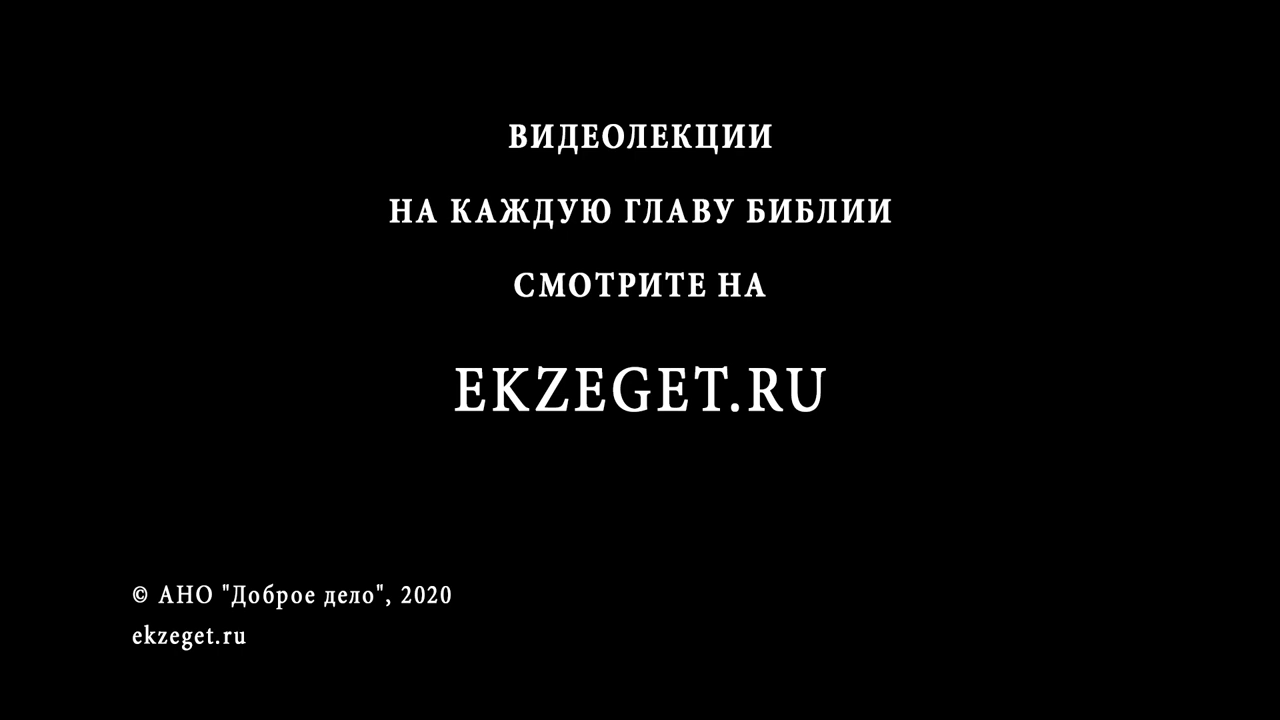 ВИДЕОЛЕКЦИИ
НА КАЖДУЮ ГЛАВУ БИБЛИИ
СМОТРИТЕ НА
EKZEGET.RU
© АНО "Доброе дело", 2020
ekzeget.ru